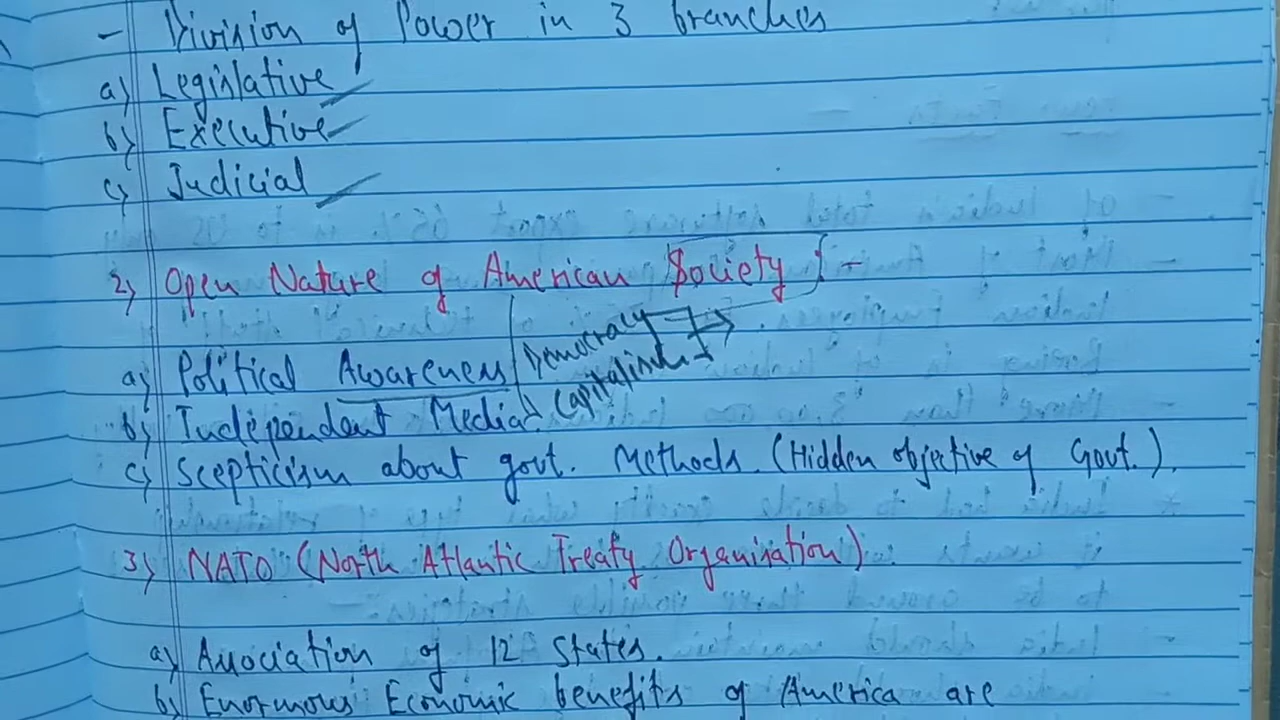 - Division of Power in 3 branches
a) Legislative
b) Executive
c) Judicial
2) Open Nature of American Society :-
a) Political Awareness Democracy
b) Independent Media Capitalism
c) Scepticism about govt. Methods. (Hidden objective of Govt.).
3) NATO (North Atlantic Treaty Organisation).
a) Association of 12 States.
b) Enormous Economic benefits of America are